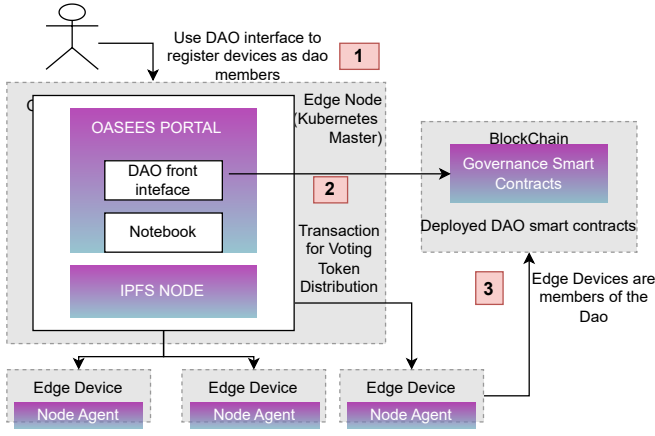 Use DAO interface to
register devices as dao
members
1
Edge Node
(Kubernetes
Master)
OASEES PORTAL
DAO front
inteface
Notebook
IPFS NODE
2
Transaction
for Voting
Token
Distribution
BlockChain
Governance Smart
Contracts
Deployed DAO smart contracts
3
Edge Devices are
members of the
Dao
Edge Device
Node Agent
Edge Device
Node Agent
Edge Device
Node Agent